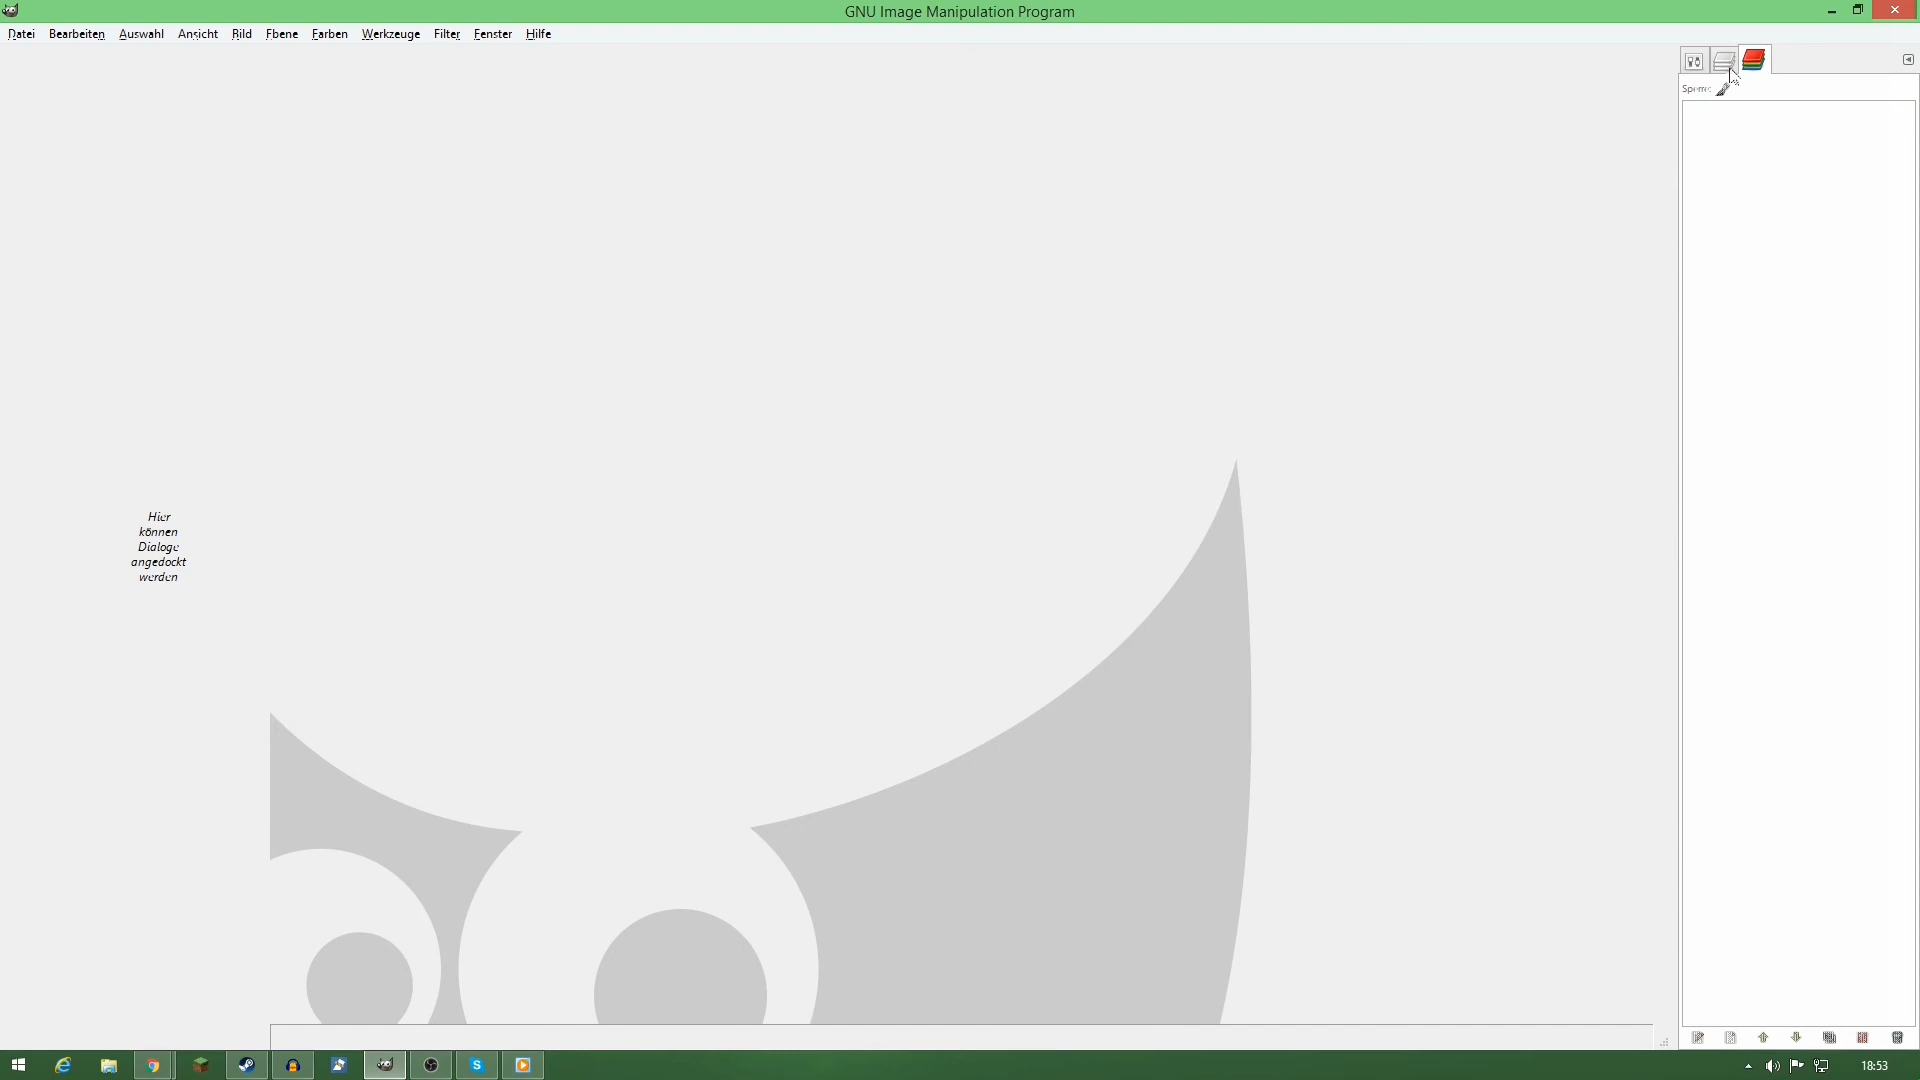 GNU Image Manipulation Program
Datei Bearbeiten Auswahl Ansicht Bild Ebene Farben Werkzeuge Filter Fenster Hilfe
Sperre:
Hier
können
Dialoge
angedockt
werden
18:53